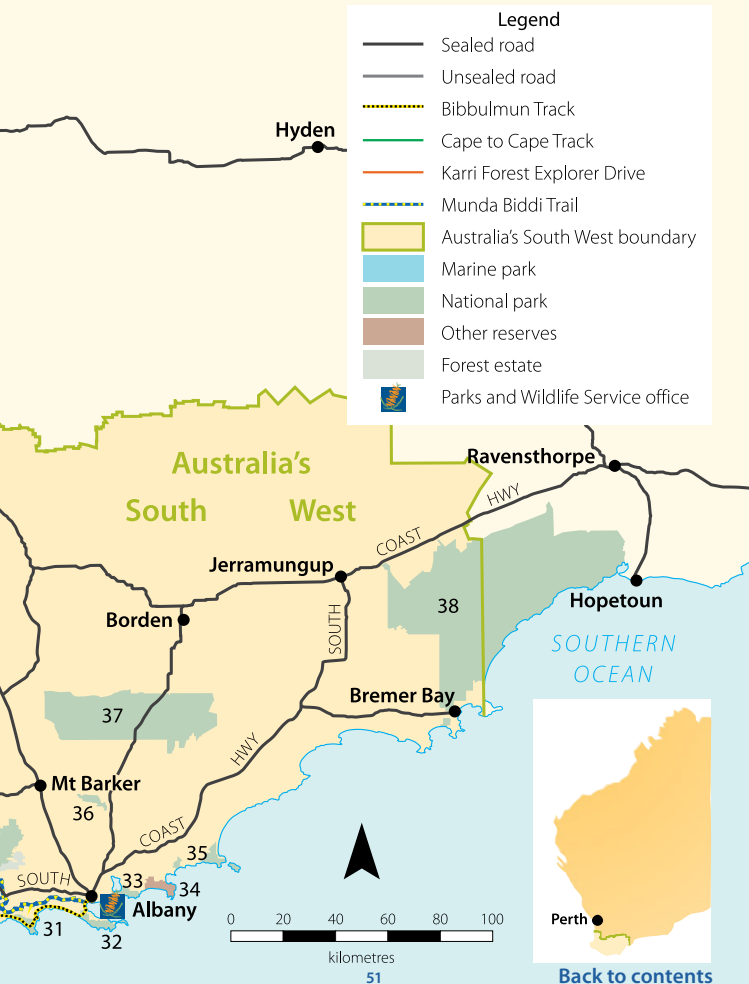 Legend
Sealed road
Unsealed road
Bibbulmun Track
Cape to Cape Track
Karri Forest Explorer Drive
Munda Biddi Trail
Australia's South West boundary
Marine park
National park
Other reserves
Forest estate
Parks and Wildlife Service office
Hyden
Australia's
South West
Ravensthorpe
HWY
COAST
Jerramungup
38
Hopetoun
Borden
SOUTH
SOUTHERN
OCEAN
Bremer Bay
37
HWY
Mt Barker
36
COAST
35
SOUTH
33
34
Albany
31
32
0 20 40 60 80 100
kilometres
Perth
51
Back to contents